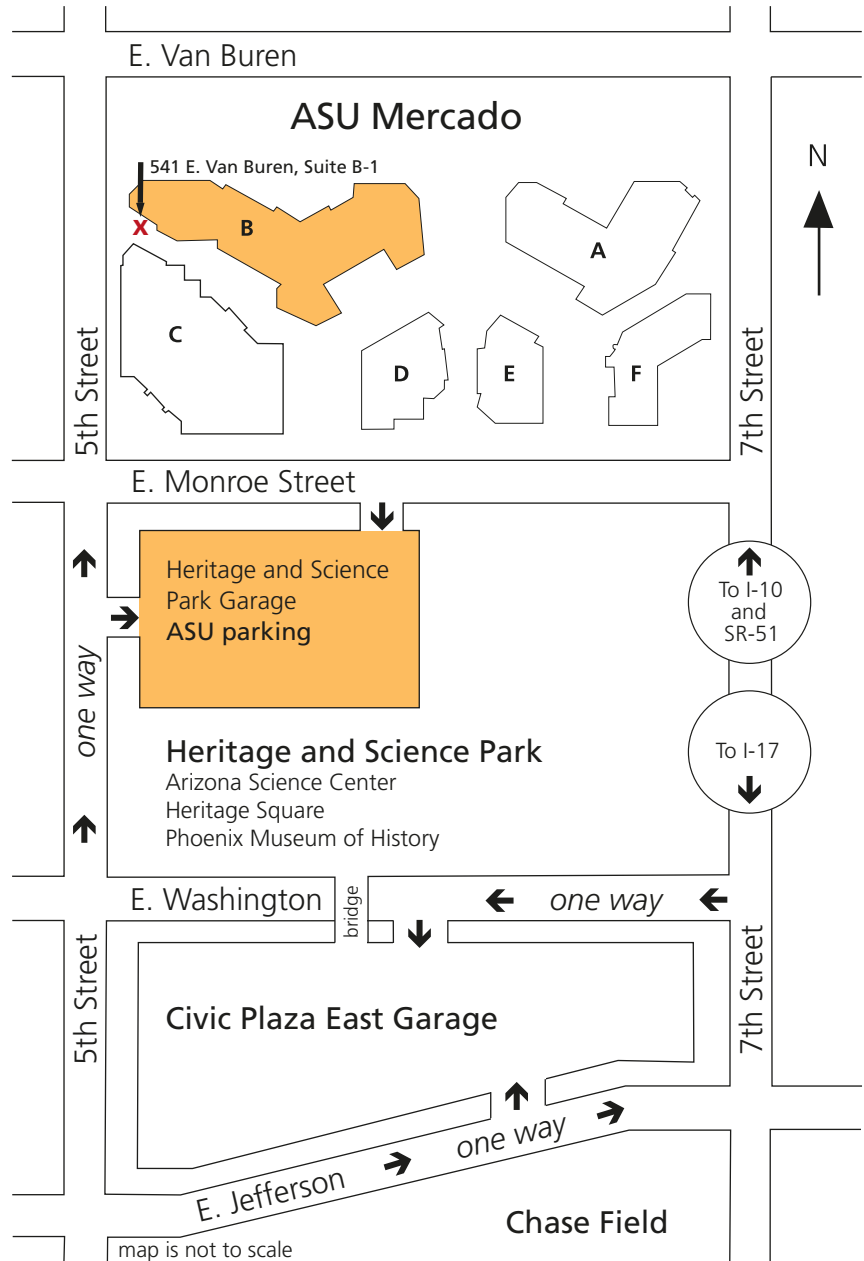 E. Van Buren
ASU Mercado
541 E. Van Buren, Suite B-1
N
X
B
A
C
D
E
F
5th Street
7th Street
E. Monroe Street
Heritage and Science
Park Garage
ASU parking
To I-10
and
SR-51
one way
To I-17
Heritage and Science Park
Arizona Science Center
Heritage Square
Phoenix Museum of History
E. Washington
bridge
one way
5th Street
7th Street
Civic Plaza East Garage
one way
E. Jefferson
Chase Field
map is not to scale